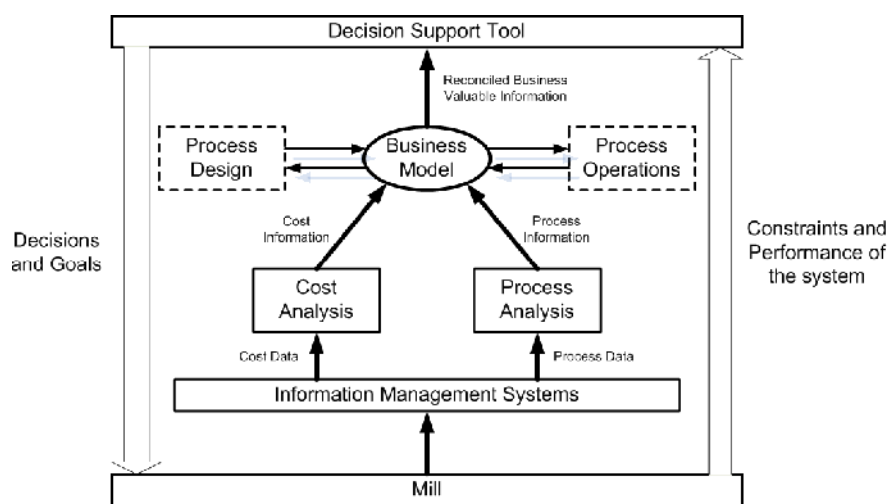 Decision Support Tool
Reconciled Business
Valuable Information
Process
Design
Business
Model
Process
Operations
Cost
Information
Process
Information
Decisions
and Goals
Constraints and
Performance of
the system
Cost
Analysis
Process
Analysis
Cost Data
Process Data
Information Management Systems
Mill